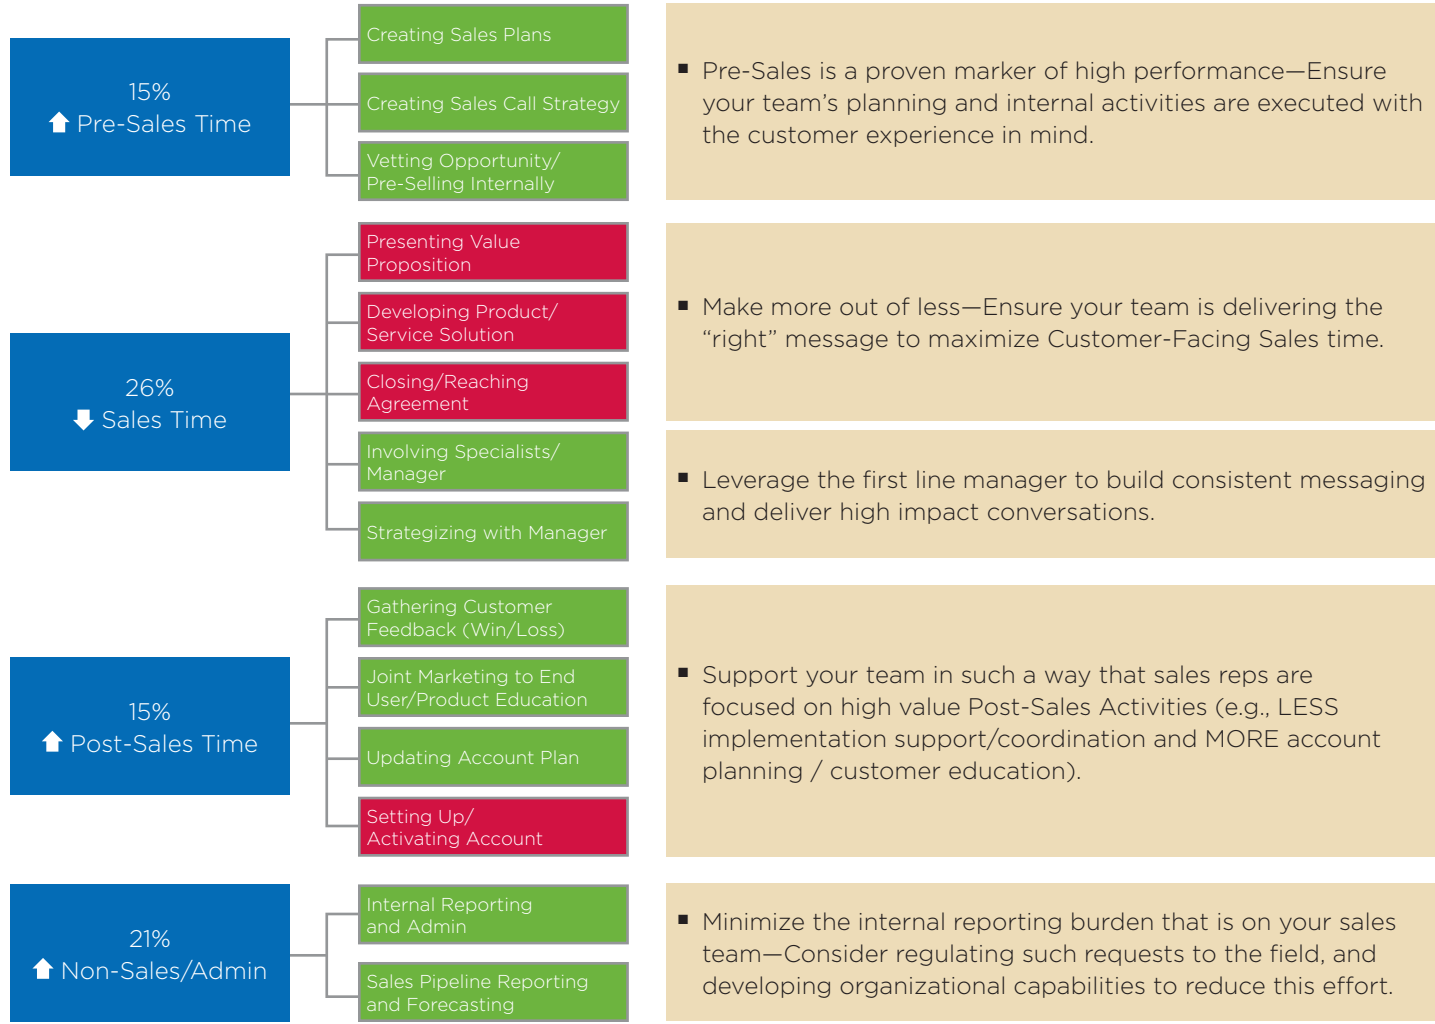 15%
Pre-Sales Time
Creating Sales Plans
Creating Sales Call Strategy
Vetting Opportunity/
Pre-Selling Internally
▪ Pre-Sales is a proven marker of high performance—Ensure
your team’s planning and internal activities are executed with
the customer experience in mind.
26%
Sales Time
Presenting Value
Proposition
Developing Product/
Service Solution
Closing/Reaching
Agreement
Involving Specialists/
Manager
Strategizing with Manager
▪ Make more out of less—Ensure your team is delivering the
“right” message to maximize Customer-Facing Sales time.
▪ Leverage the first line manager to build consistent messaging
and deliver high impact conversations.
15%
Post-Sales Time
Gathering Customer
Feedback (Win/Loss)
Joint Marketing to End
User/Product Education
Updating Account Plan
Setting Up/
Activating Account
▪ Support your team in such a way that sales reps are
focused on high value Post-Sales Activities (e.g., LESS
implementation support/coordination and MORE account
planning / customer education).
21%
Non-Sales/Admin
Internal Reporting
and Admin
Sales Pipeline Reporting
and Forecasting
▪ Minimize the internal reporting burden that is on your sales
team—Consider regulating such requests to the field, and
developing organizational capabilities to reduce this effort.